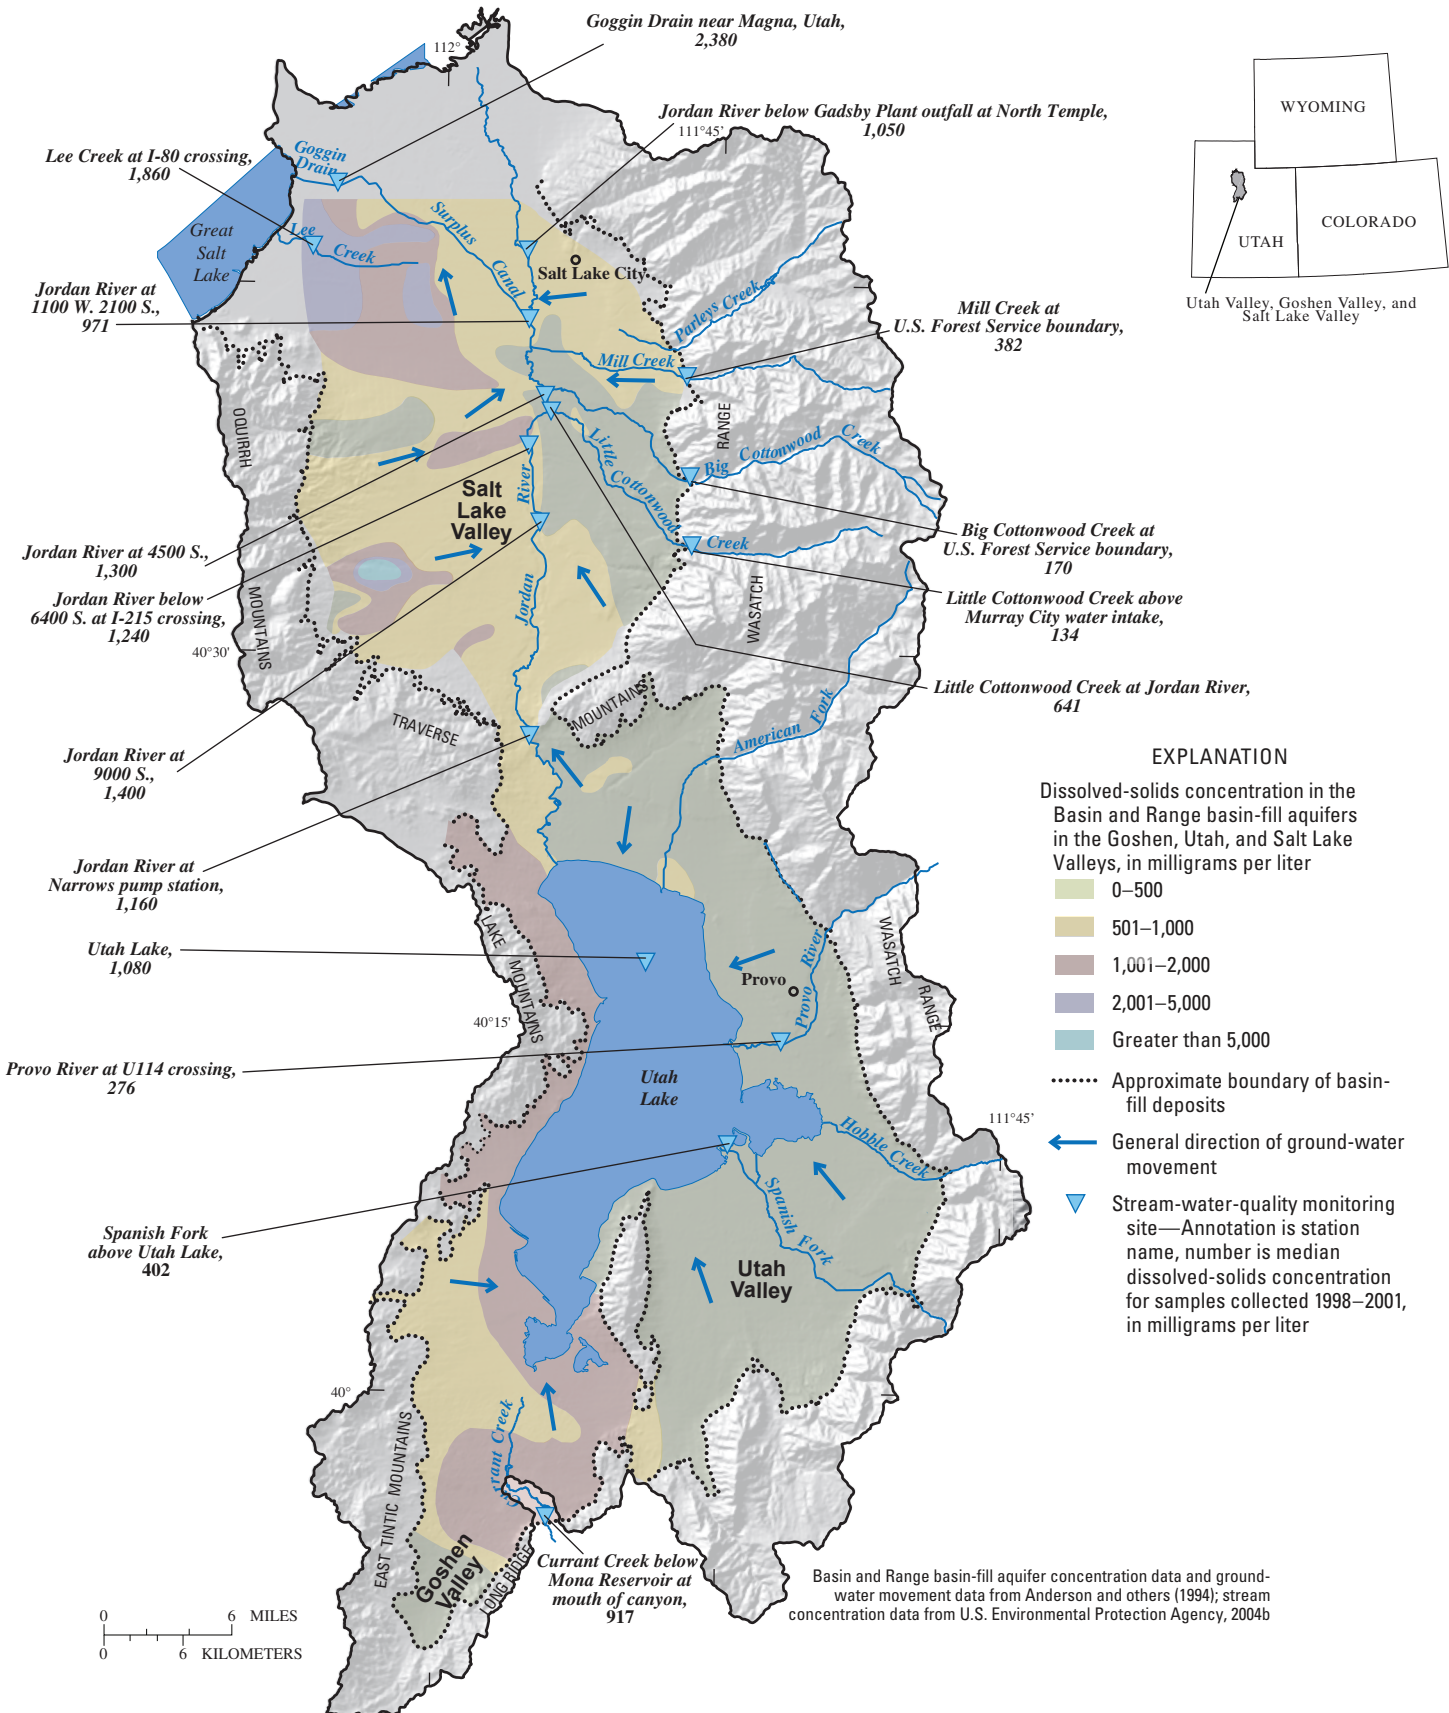 Goggin Drain near Magna, Utah,
2,380
112°
Jordan River below Gadsby Plant outfall at North Temple,
1,050
111°45'
Lee Creek at I-80 crossing,
1,860
Goggin
Drain
Great
Salt
Lake
Lee
Creek
Surplus
Canal
Salt Lake City
Parleys Creek
Jordan River at
1100 W. 2100 S.,
971
Mill Creek at
U.S. Forest Service boundary,
382
Mill Creek
WYOMING
UTAH
COLORADO
Utah Valley, Goshen Valley, and
Salt Lake Valley
OQUIRRH
MOUNTAINS
RANGE
WASATCH
Big Cottonwood Creek
Little Cottonwood Creek
Salt
Lake
Valley
Jordan River
Jordan River at 4500 S.,
1,300
Jordan River below
6400 S. at I-215 crossing,
1,240
40°30'
Big Cottonwood Creek at
U.S. Forest Service boundary,
170
Little Cottonwood Creek above
Murray City water intake,
134
Little Cottonwood Creek at Jordan River,
641
TRAVERSE
MOUNTAINS
American Fork
Jordan River at
9000 S.,
1,400
Jordan River at
Narrows pump station,
1,160
Utah Lake,
1,080
LAKE
MOUNTAINS
40°15'
Provo
Provo River
WASATCH
RANGE
Provo River at U114 crossing,
276
Utah
Lake
Hobble Creek
111°45'
Spanish Fork
Spanish Fork
above Utah Lake,
402
Utah
Valley
40°
EAST TINTIC MOUNTAINS
Currant Creek
Goshen
Valley
LONG RIDGE
Currant Creek below
Mona Reservoir at
mouth of canyon,
917
EXPLANATION
Dissolved-solids concentration in the
Basin and Range basin-fill aquifers
in the Goshen, Utah, and Salt Lake
Valleys, in milligrams per liter
0–500
501–1,000
1,001–2,000
2,001–5,000
Greater than 5,000
Approximate boundary of basin-
fill deposits
General direction of ground-water
movement
Stream-water-quality monitoring
site—Annotation is station
name, number is median
dissolved-solids concentration
for samples collected 1998–2001,
in milligrams per liter
Basin and Range basin-fill aquifer concentration data and ground-
water movement data from Anderson and others (1994); stream
concentration data from U.S. Environmental Protection Agency, 2004b
0 6 MILES
0 6 KILOMETERS